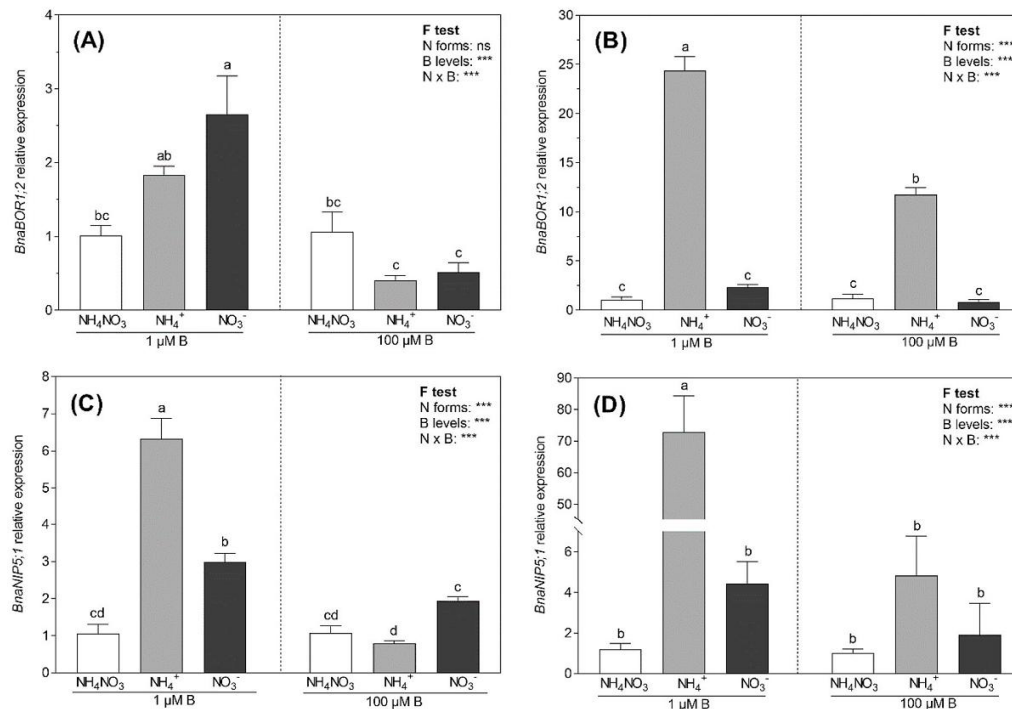 (A)
F test
N forms: ns
B levels: ***
N x B: ***
BnaBOR1;2 relative expression
4
3
2
1
0
bc
ab
a
bc
c
c
NH₄NO₃ NH₄⁺ NO₃⁻ NH₄NO₃ NH₄⁺ NO₃⁻
1 µM B 100 µM B
(B)
F test
N forms: ***
B levels: ***
N x B: ***
BnaBOR1;2 relative expression
30
25
20
15
10
5
0
c
a
c
c
b
c
NH₄NO₃ NH₄⁺ NO₃⁻ NH₄NO₃ NH₄⁺ NO₃⁻
1 µM B 100 µM B
(C)
F test
N forms: ***
B levels: ***
N x B: ***
BnaNIP5;1 relative expression
8
7
6
5
4
3
2
1
0
cd
a
b
cd
d
c
NH₄NO₃ NH₄⁺ NO₃⁻ NH₄NO₃ NH₄⁺ NO₃⁻
1 µM B 100 µM B
(D)
F test
N forms: ***
B levels: ***
N x B: ***
BnaNIP5;1 relative expression
90
80
70
60
50
6
4
2
0
b
a
b
b
b
b
NH₄NO₃ NH₄⁺ NO₃⁻ NH₄NO₃ NH₄⁺ NO₃⁻
1 µM B 100 µM B